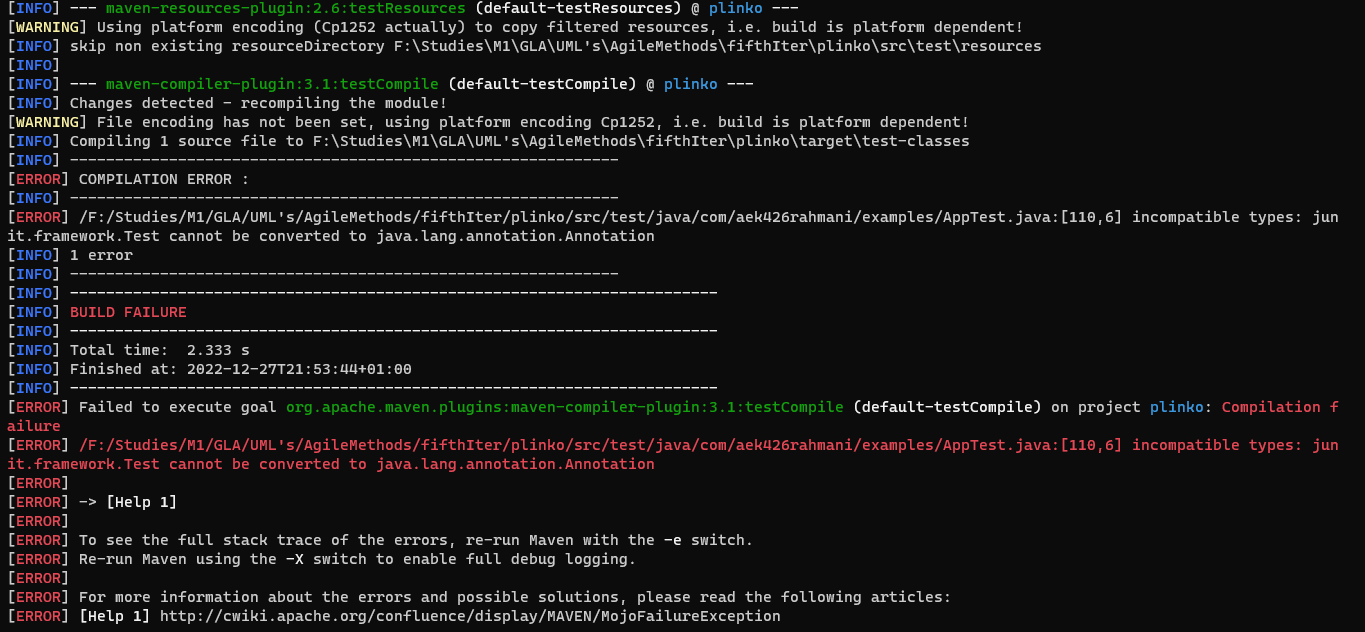 [INFO] --- maven-resources-plugin:2.6:testResources (default-testResources) @ plinko ---
[WARNING] Using platform encoding (Cp1252 actually) to copy filtered resources, i.e. build is platform dependent!
[INFO] skip non existing resourceDirectory F:\Studies\M1\GLA\UML's\AgileMethods\fifthIter\plinko\src\test\resources
[INFO]
[INFO] --- maven-compiler-plugin:3.1:testCompile (default-testCompile) @ plinko ---
[INFO] Changes detected - recompiling the module!
[WARNING] File encoding has not been set, using platform encoding Cp1252, i.e. build is platform dependent!
[INFO] Compiling 1 source file to F:\Studies\M1\GLA\UML's\AgileMethods\fifthIter\plinko\target\test-classes
[INFO] -------------------------------------------------------------
[ERROR] COMPILATION ERROR :
[INFO] -------------------------------------------------------------
[ERROR] /F:/Studies/M1/GLA/UML's/AgileMethods/fifthIter/plinko/src/test/java/com/aek426rahmani/examples/AppTest.java:[110,6] incompatible types: jun
it.framework.Test cannot be converted to java.lang.annotation.Annotation
[INFO] 1 error
[INFO] -------------------------------------------------------------
[INFO] ------------------------------------------------------------------------
[INFO] BUILD FAILURE
[INFO] ------------------------------------------------------------------------
[INFO] Total time:  2.333 s
[INFO] Finished at: 2022-12-27T21:53:44+01:00
[INFO] ------------------------------------------------------------------------
[ERROR] Failed to execute goal org.apache.maven.plugins:maven-compiler-plugin:3.1:testCompile (default-testCompile) on project plinko: Compilation f
ailure
[ERROR] /F:/Studies/M1/GLA/UML's/AgileMethods/fifthIter/plinko/src/test/java/com/aek426rahmani/examples/AppTest.java:[110,6] incompatible types: jun
it.framework.Test cannot be converted to java.lang.annotation.Annotation
[ERROR]
[ERROR] -> [Help 1]
[ERROR]
[ERROR] To see the full stack trace of the errors, re-run Maven with the -e switch.
[ERROR] Re-run Maven using the -X switch to enable full debug logging.
[ERROR]
[ERROR] For more information about the errors and possible solutions, please read the following articles:
[ERROR] [Help 1] http://cwiki.apache.org/confluence/display/MAVEN/MojoFailureException